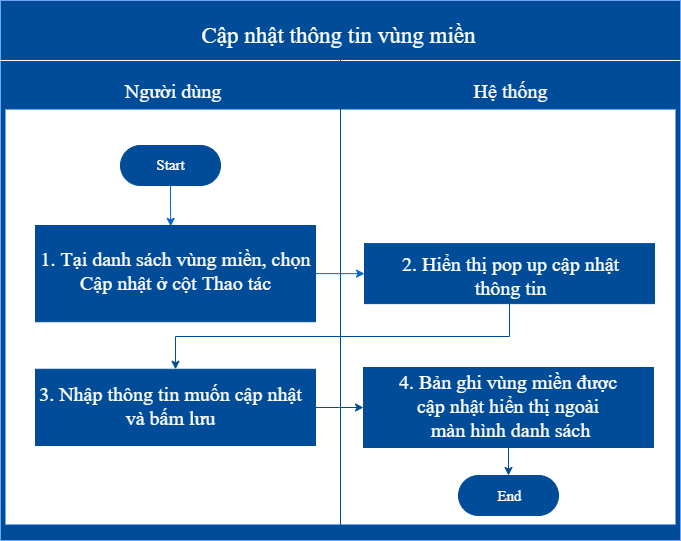 Cập nhật thông tin vùng miền
Người dùng
Hệ thống
Start
1. Tại danh sách vùng miền, chọn
Cập nhật ở cột Thao tác
2. Hiển thị pop up cập nhật
thông tin
3. Nhập thông tin muốn cập nhật
và bấm lưu
4. Bản ghi vùng miền được
cập nhật hiển thị ngoài
màn hình danh sách
End